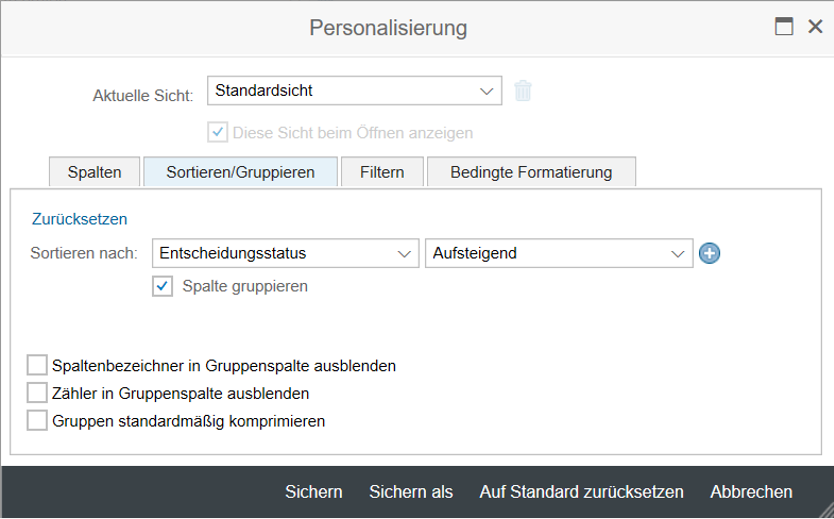 Personalisierung
Aktuelle Sicht: Standardsicht
Diese Sicht beim Öffnen anzeigen
Spalten Sortieren/Gruppieren Filtern Bedingte Formatierung
Zurücksetzen
Sortieren nach: Entscheidungsstatus Aufsteigend
Spalte gruppieren
Spaltenbezeichner in Gruppenspalte ausblenden
Zähler in Gruppenspalte ausblenden
Gruppen standardmäßig komprimieren
Sichern Sichern als Auf Standard zurücksetzen Abbrechen